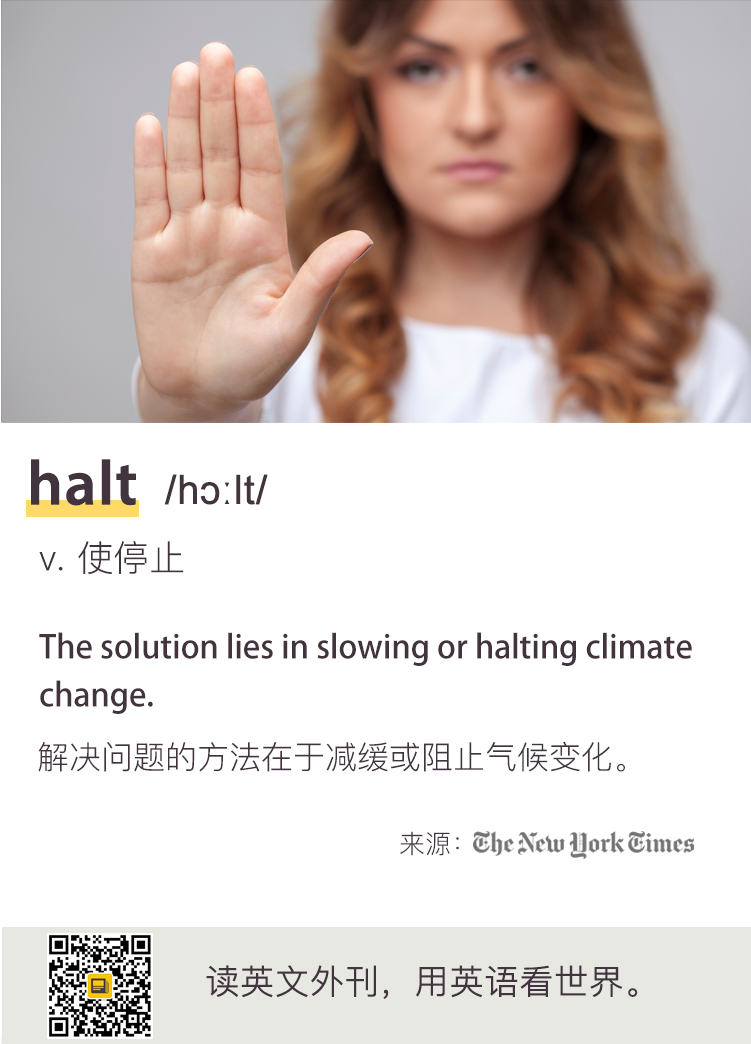 halt /hɔːlt/
v. 使停止
The solution lies in slowing or halting climate
change.
解决问题的方法在于减缓或阻止气候变化。
来源：The New York Times
读英文外刊，用英语看世界。